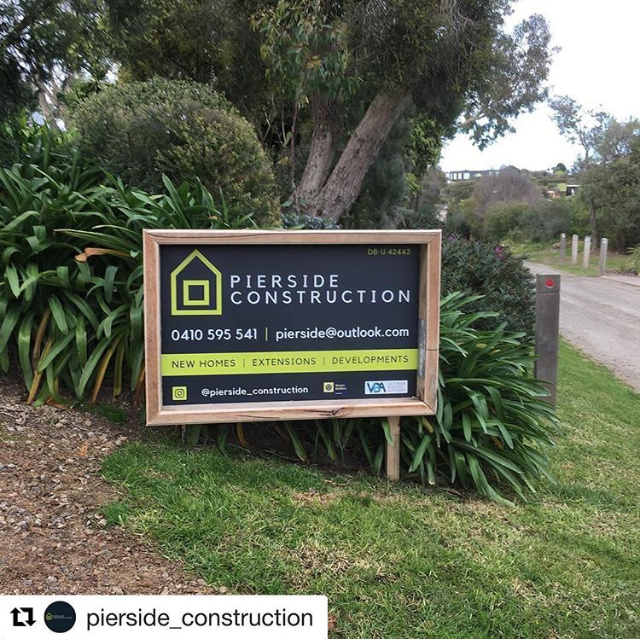 DB-U 42443
PIERSIDE
CONSTRUCTION
0410 595 541 | pierside@outlook.com
NEW HOMES | EXTENSIONS | DEVELOPMENTS
@pierside_construction
VBA
pierside_construction